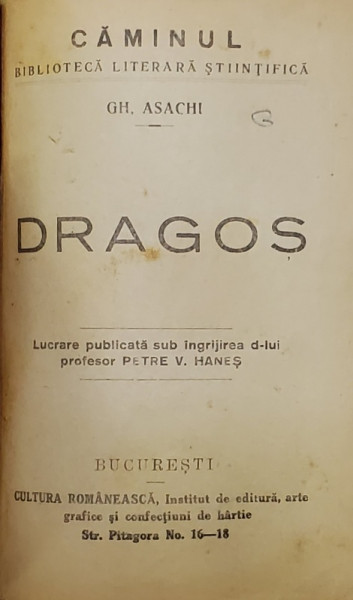 CĂMINUL
BIBLIOTECĂ LITERARĂ ȘTIINȚIFICĂ
GH. ASACHI
DRAGOȘ
Lucrare publicată sub îngrijirea d-lui
profesor PETRE V. HANEȘ
BUCUREȘTI
CULTURA ROMÂNEASCĂ, Institut de editură, arte
grafice și confecțiuni de hârtie
Str. Pitagora No. 16—18